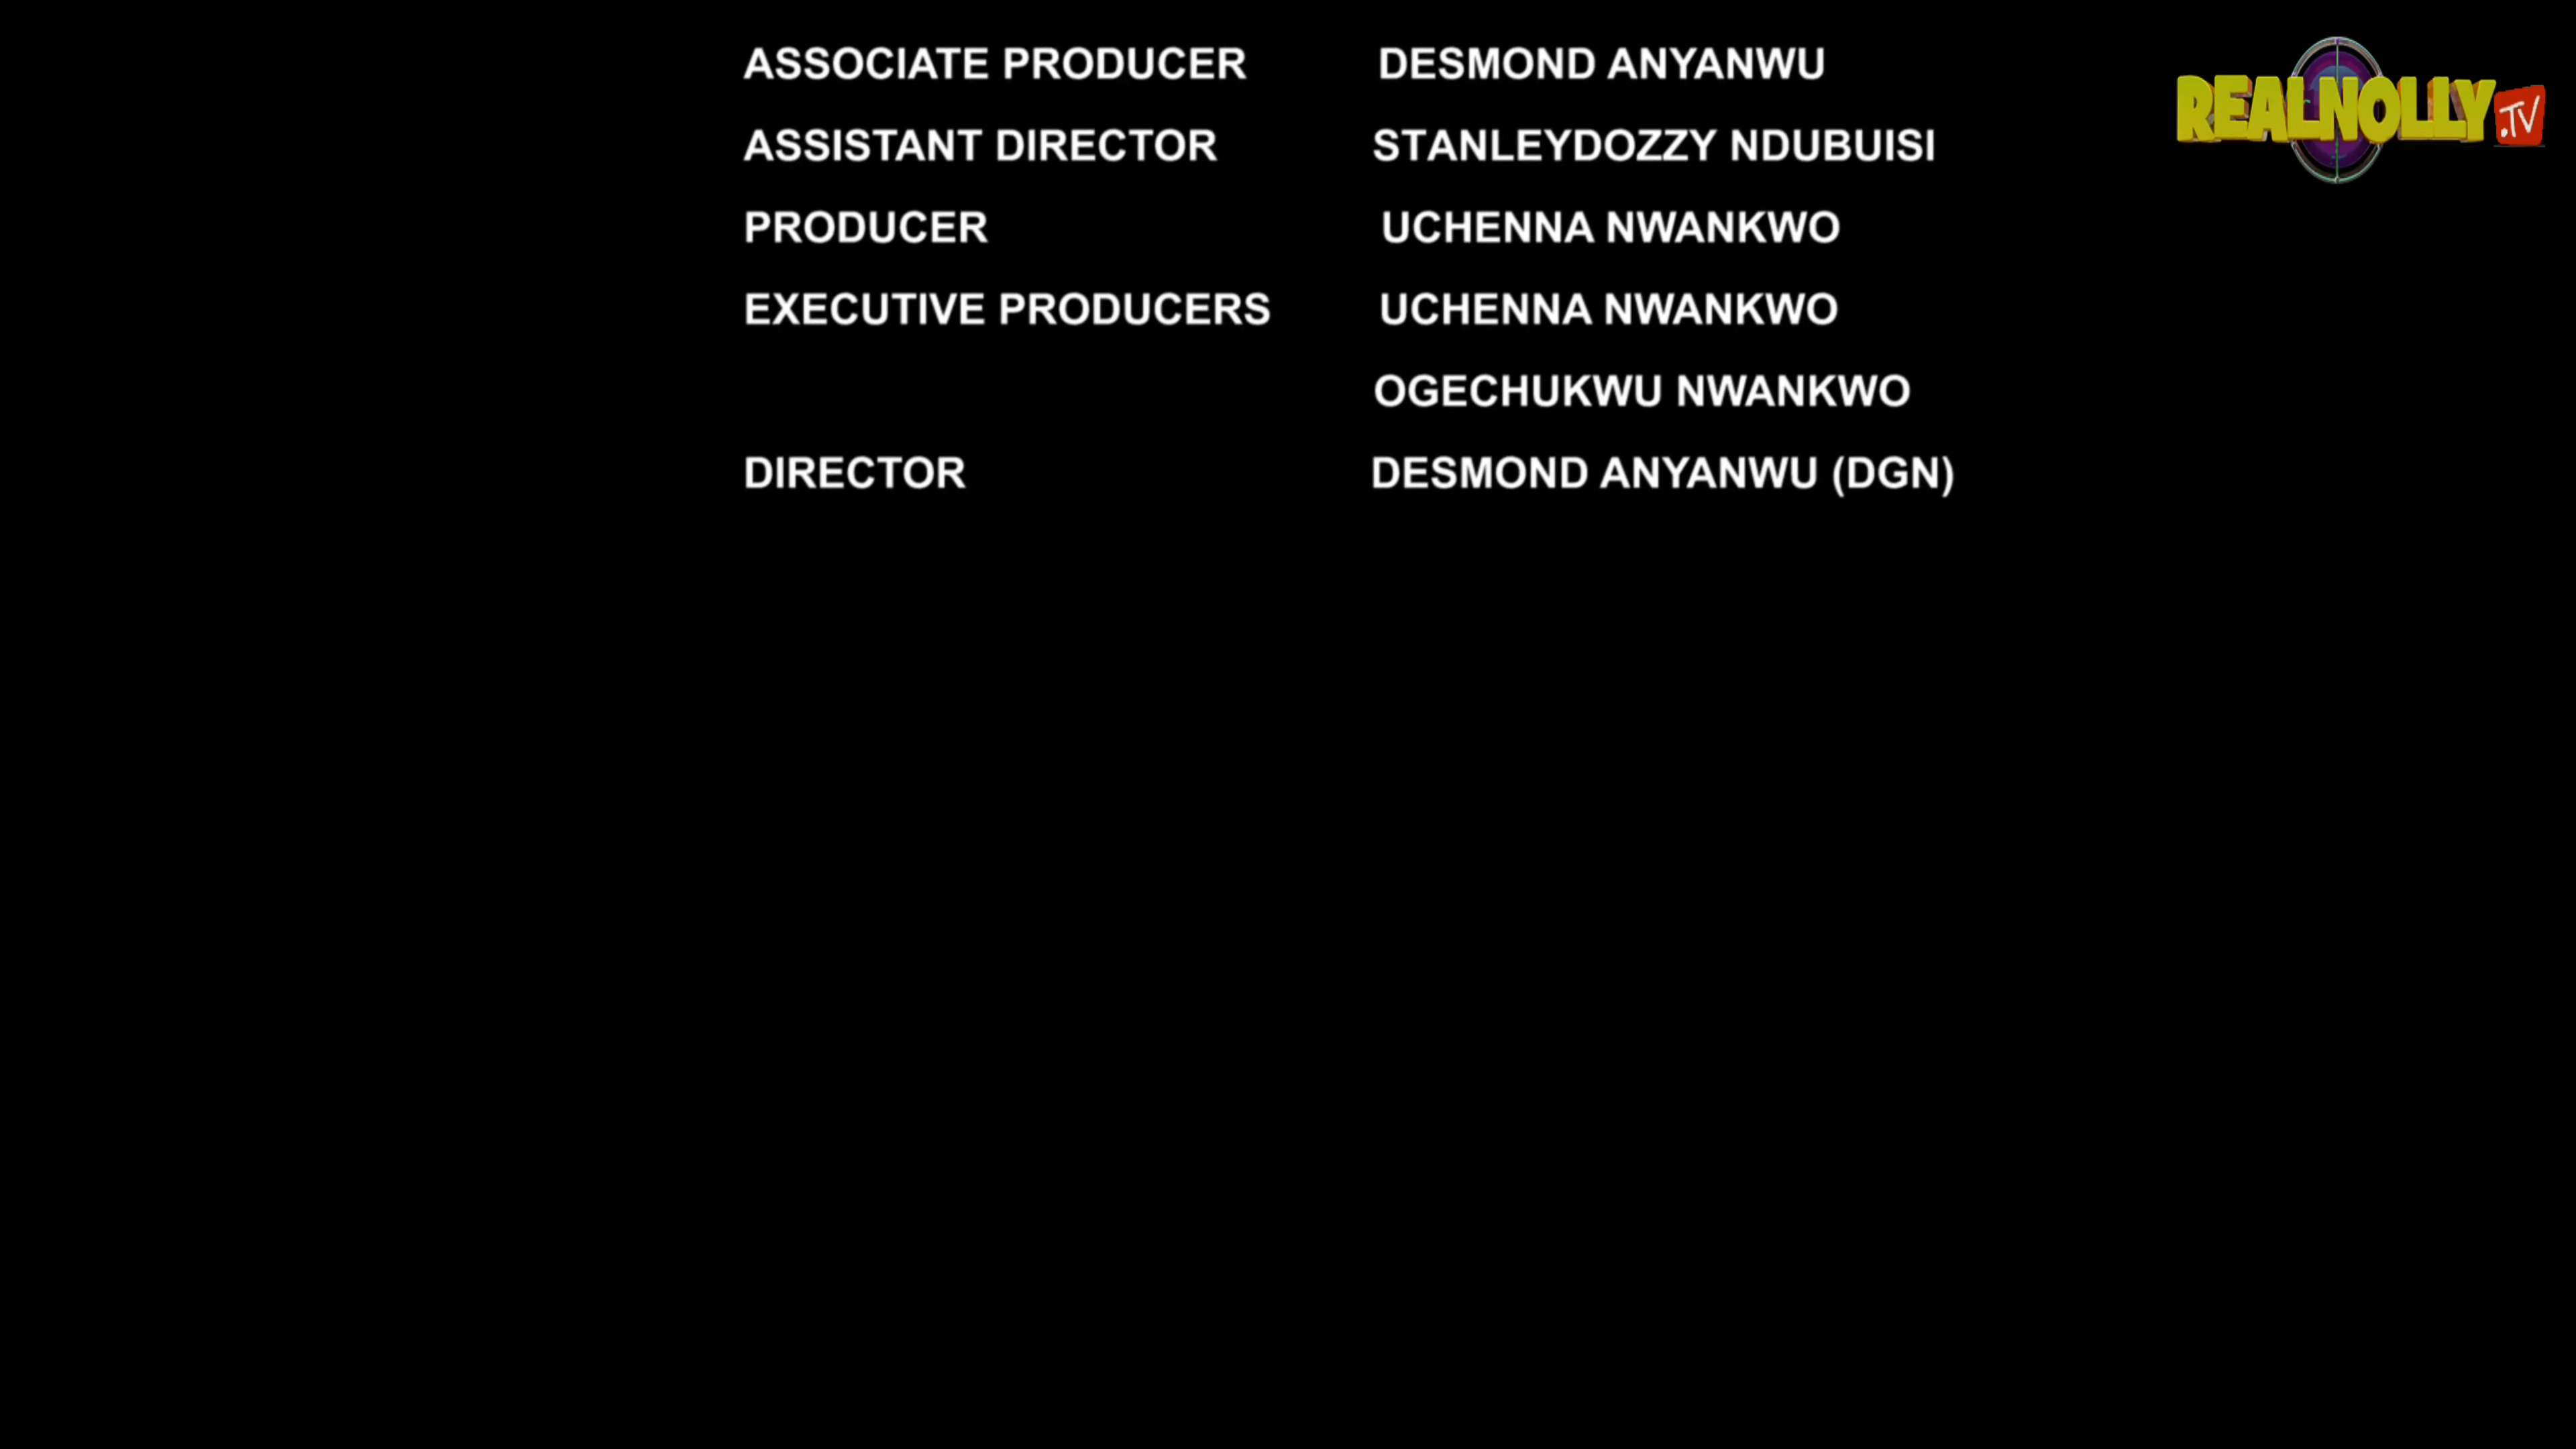 ASSOCIATE PRODUCER DESMOND ANYANWU
ASSISTANT DIRECTOR STANLEYDOZZY NDUBUISI
PRODUCER UCHENNA NWANKWO
EXECUTIVE PRODUCERS UCHENNA NWANKWO
OGECHUKWU NWANKWO
DIRECTOR DESMOND ANYANWU (DGN)
REALNOLLY.TV